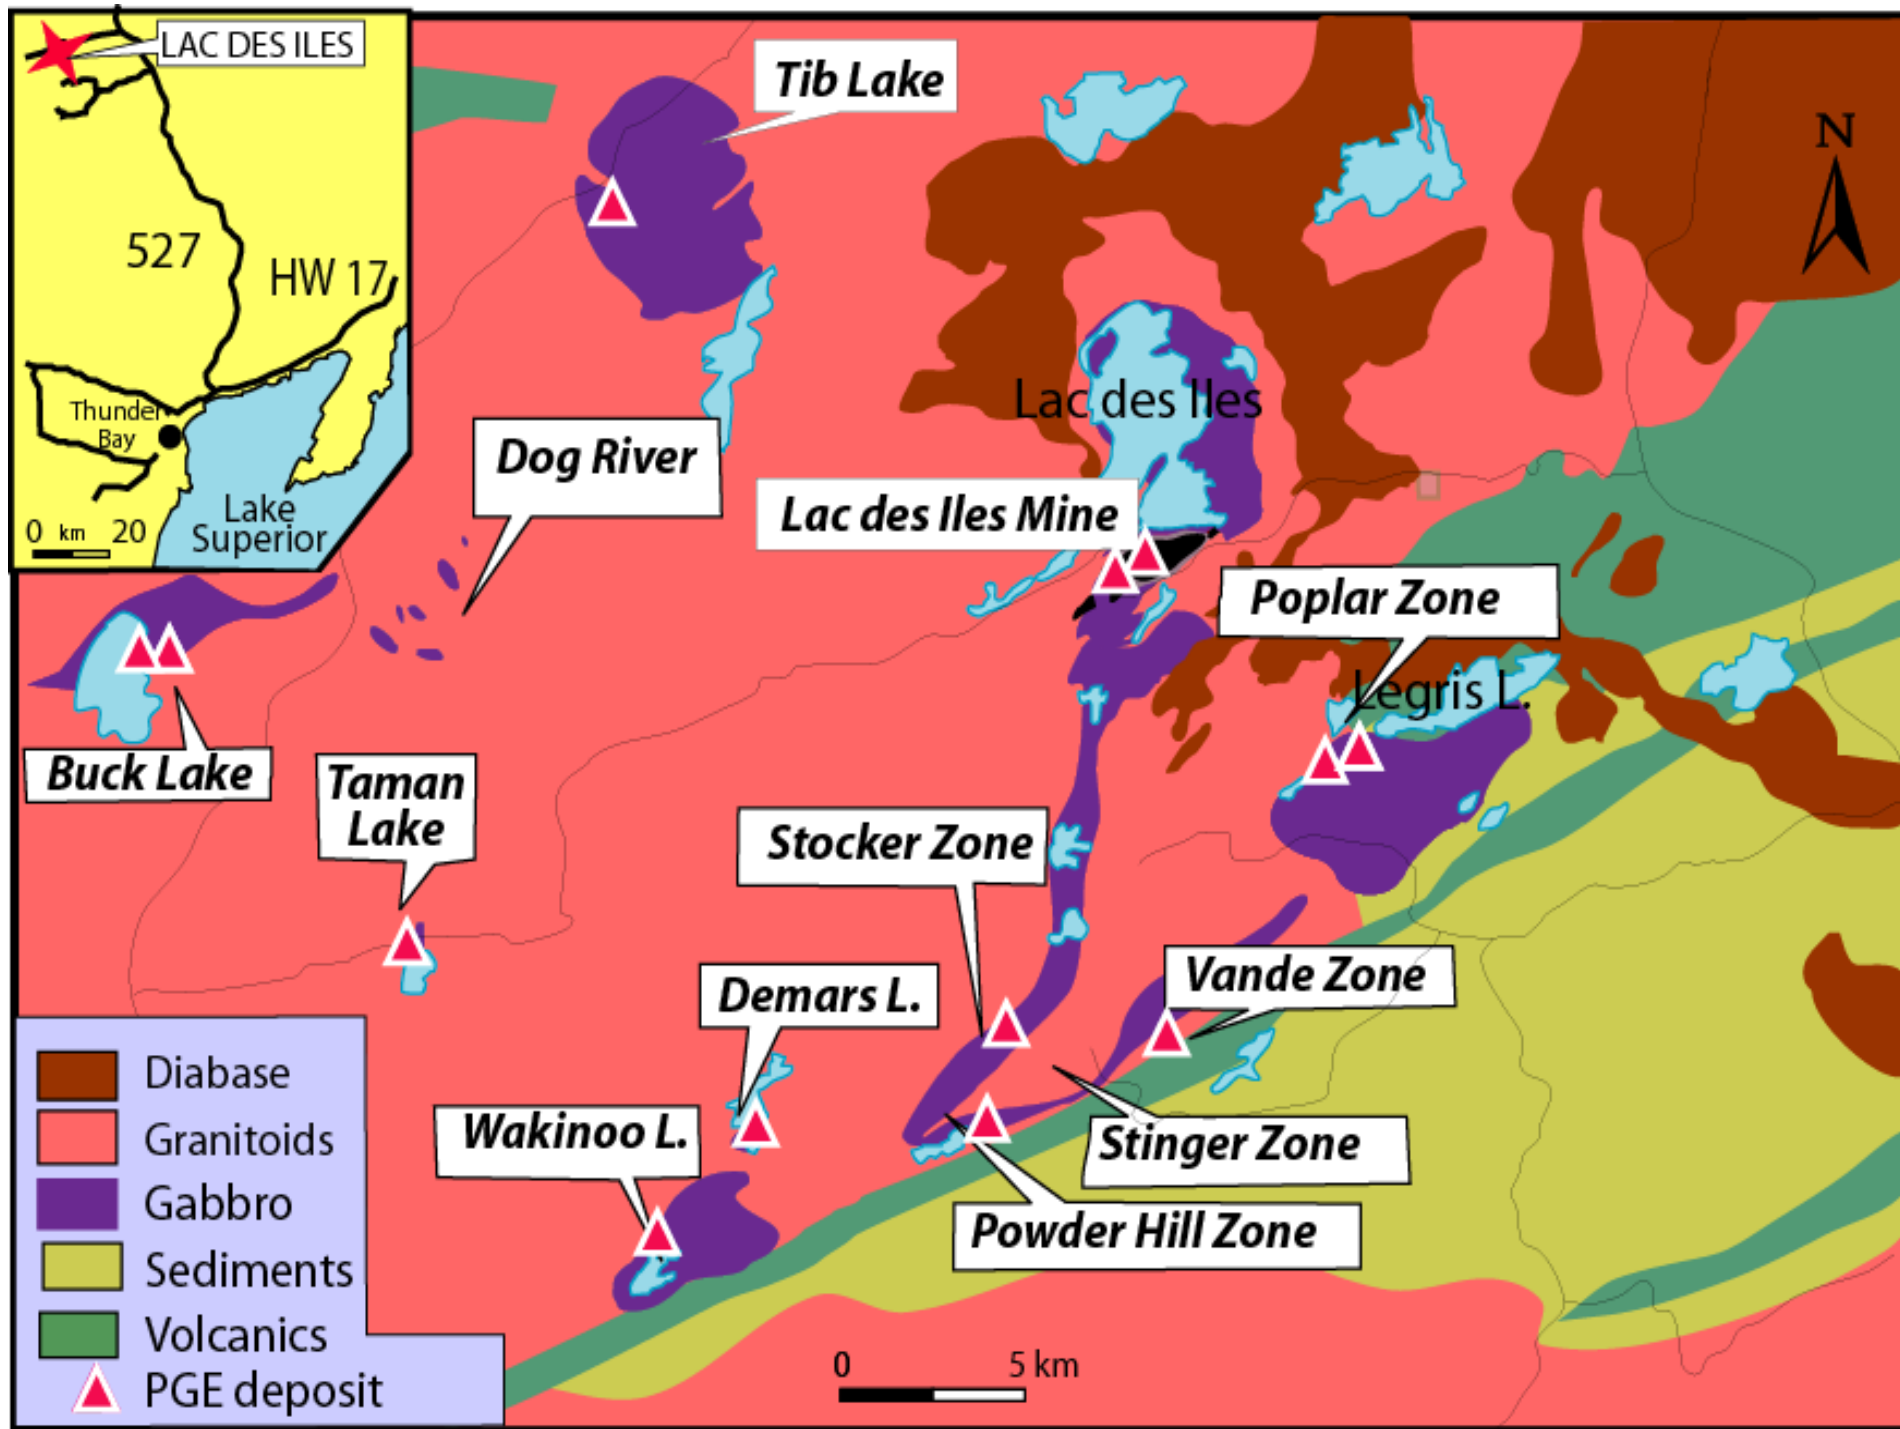 LAC DES ILES
527
HW 17
Thunder
Bay
Lake
Superior
0 km 20
N
Tib Lake
Dog River
Lac des Iles
Lac des Iles Mine
Poplar Zone
Legris L.
Buck Lake
Taman
Lake
Stocker Zone
Vande Zone
Demars L.
Wakinoo L.
Stinger Zone
Powder Hill Zone
Diabase
Granitoids
Gabbro
Sediments
Volcanics
PGE deposit
0 5 km